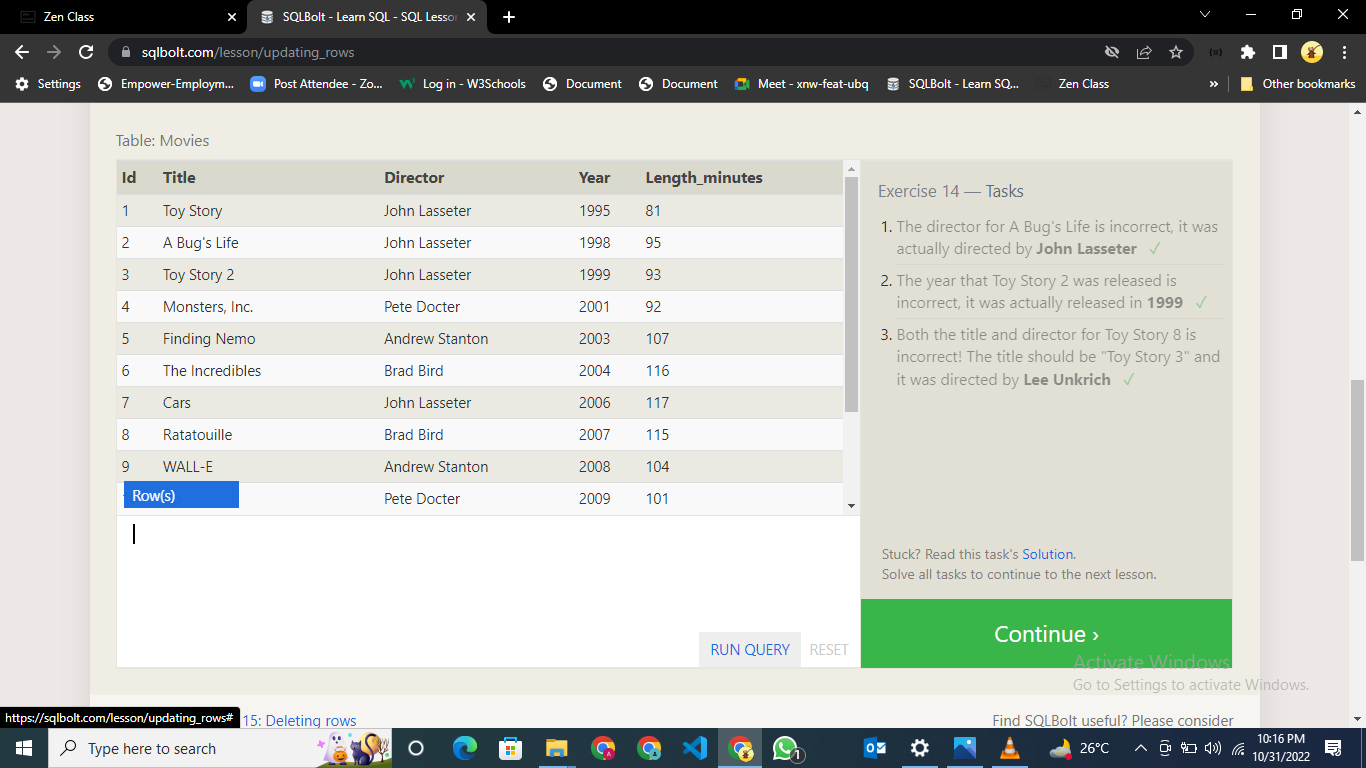 Zen Class
SQLBolt - Learn SQL - SQL Lesson
sqlbolt.com/lesson/updating_rows
Settings
Empower-Employm...
Post Attendee - Zo...
Log in - W3Schools
Document
Document
Meet - xnw-feat-ubq
SQLBolt - Learn SQ...
Zen Class
»
Other bookmarks
Table: Movies
Id Title Director Year Length_minutes
1 Toy Story John Lasseter 1995 81
2 A Bug's Life John Lasseter 1998 95
3 Toy Story 2 John Lasseter 1999 93
4 Monsters, Inc. Pete Docter 2001 92
5 Finding Nemo Andrew Stanton 2003 107
6 The Incredibles Brad Bird 2004 116
7 Cars John Lasseter 2006 117
8 Ratatouille Brad Bird 2007 115
9 WALL-E Andrew Stanton 2008 104
Row(s) Pete Docter 2009 101
RUN QUERY RESET
Exercise 14 — Tasks
1. The director for A Bug's Life is incorrect, it was
actually directed by John Lasseter ✓
2. The year that Toy Story 2 was released is
incorrect, it was actually released in 1999 ✓
3. Both the title and director for Toy Story 8 is
incorrect! The title should be "Toy Story 3" and
it was directed by Lee Unkrich ✓
Stuck? Read this task's Solution.
Solve all tasks to continue to the next lesson.
Continue ›
Activate Windows
Go to Settings to activate Windows.
https://sqlbolt.com/lesson/updating_rows#
15: Deleting rows
Find SQLBolt useful? Please consider
Type here to search
1
26°C
10:16 PM
10/31/2022